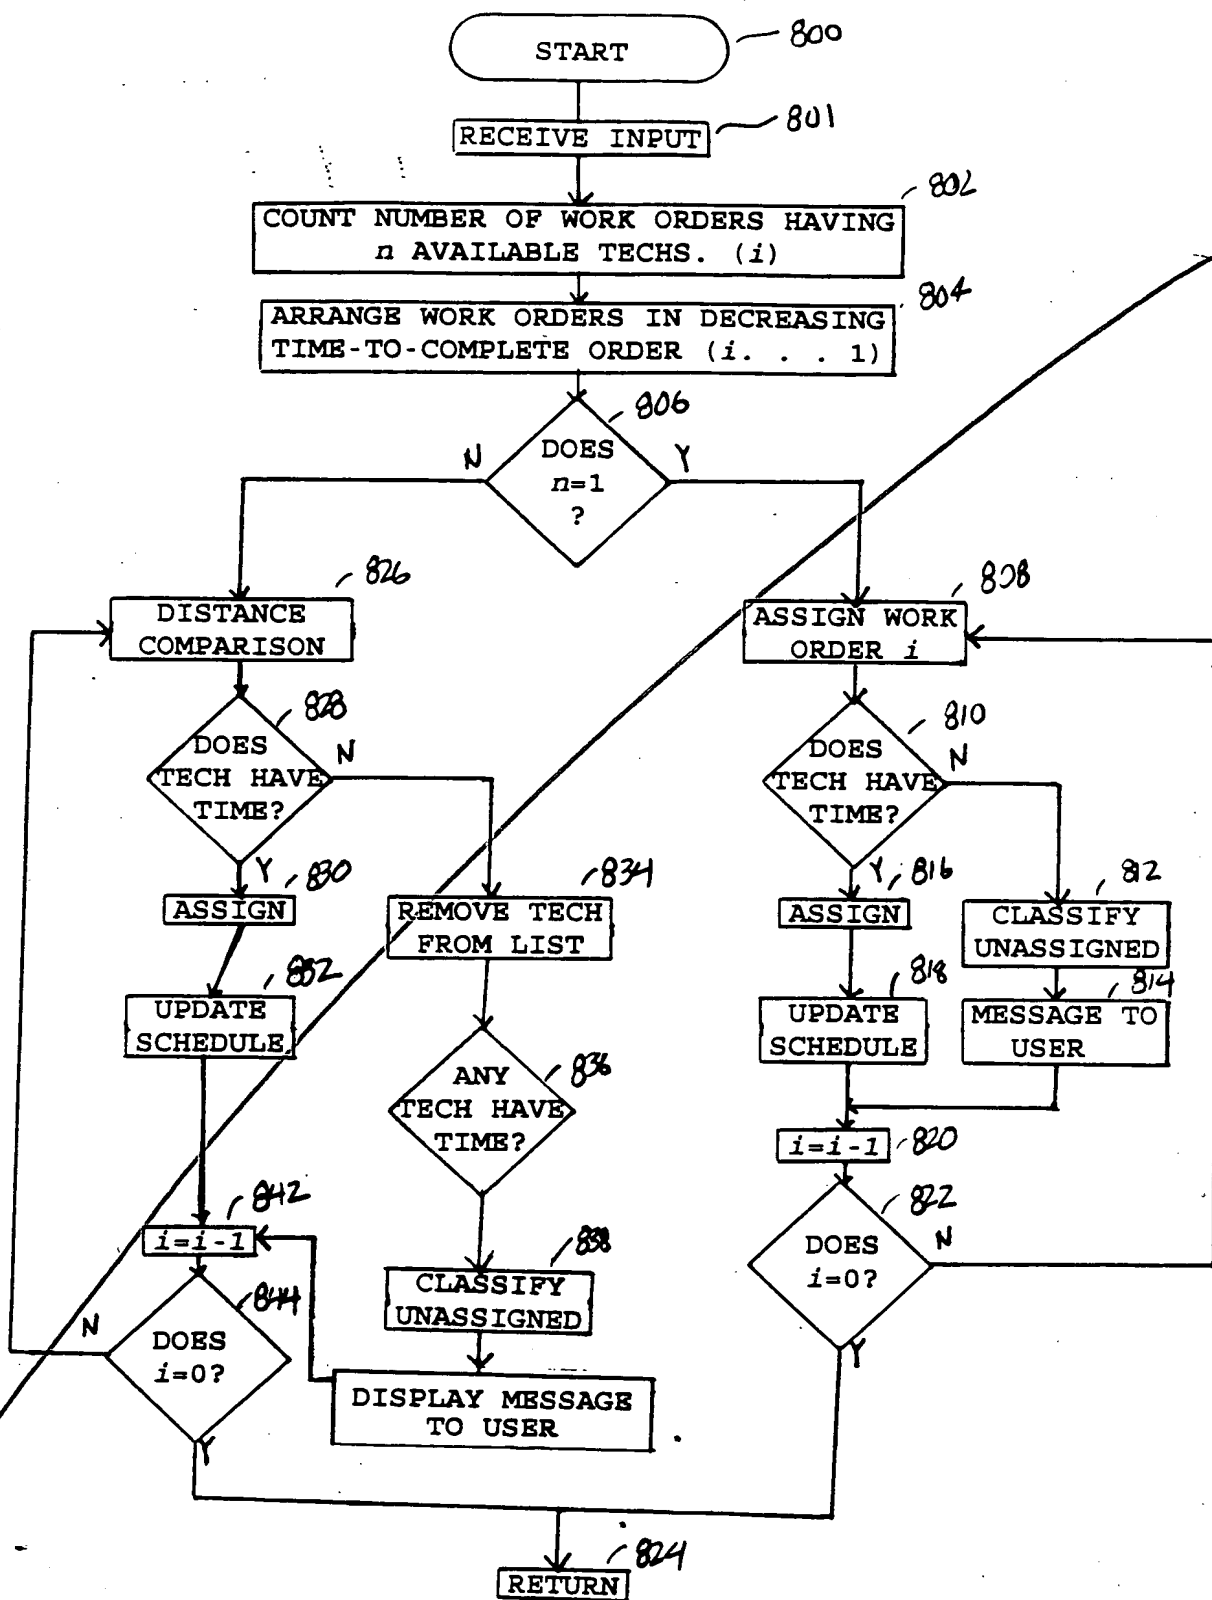 START
800
RECEIVE INPUT
801
802
COUNT NUMBER OF WORK ORDERS HAVING
n AVAILABLE TECHS. (i)
804
ARRANGE WORK ORDERS IN DECREASING
TIME-TO-COMPLETE ORDER (i. . . 1)
806
DOES
n=1
?
N
Y
826
DISTANCE
COMPARISON
828
DOES
TECH HAVE
TIME?
N
Y
830
ASSIGN
832
UPDATE
SCHEDULE
834
REMOVE TECH
FROM LIST
836
ANY
TECH HAVE
TIME?
838
CLASSIFY
UNASSIGNED
DISPLAY MESSAGE
TO USER
842
i=i-1
844
DOES
i=0?
N
Y
808
ASSIGN WORK
ORDER i
810
DOES
TECH HAVE
TIME?
N
Y
816
ASSIGN
812
CLASSIFY
UNASSIGNED
818
UPDATE
SCHEDULE
814
MESSAGE TO
USER
i=i-1
820
822
DOES
i=0?
N
Y
824
RETURN